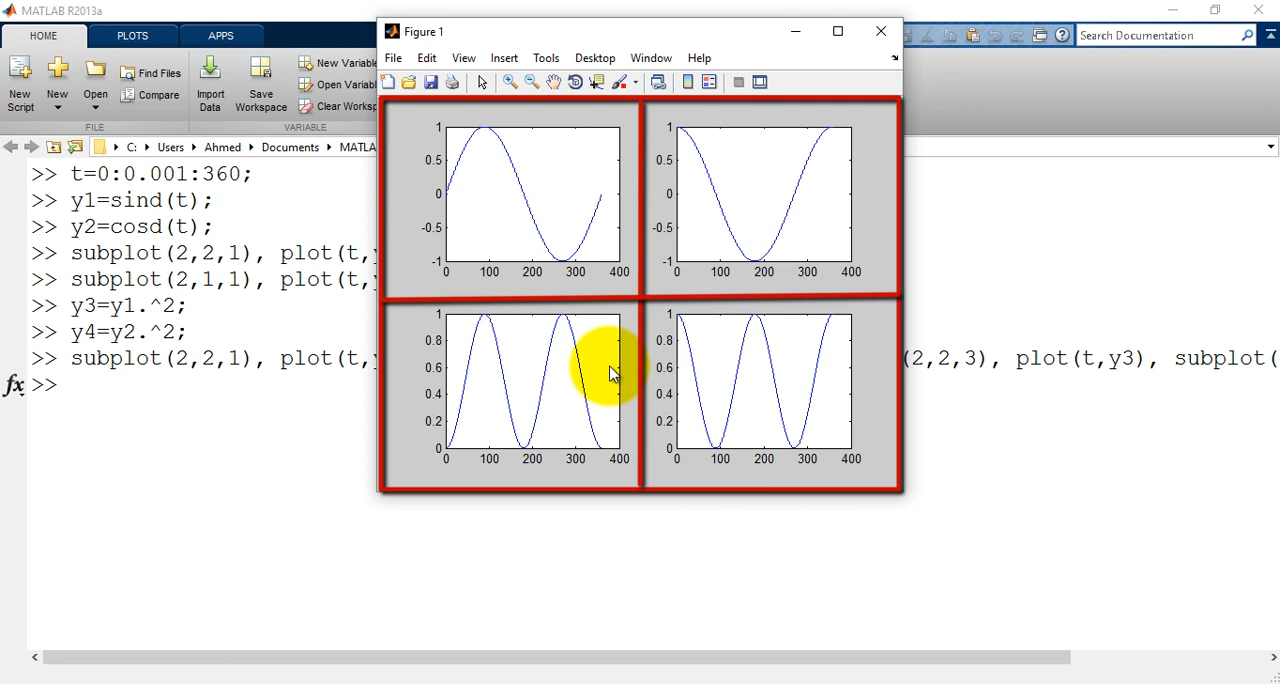 MATLAB R2013a
HOME PLOTS APPS
Search Documentation
New Script
New
Open
Find Files
Compare
Import Data
Save Workspace
New Variable
Open Variabl
Clear Worksp
FILE VARIABLE
C: Users Ahmed Documents MATLA
Figure 1
File Edit View Insert Tools Desktop Window Help
1
0.5
0
-0.5
-1
0 100 200 300 400
1
0.5
0
-0.5
-1
0 100 200 300 400
1
0.8
0.6
0.4
0.2
0
0 100 200 300 400
1
0.8
0.6
0.4
0.2
0
0 100 200 300 400
>> t=0:0.001:360;
>> y1=sind(t);
>> y2=cosd(t);
>> subplot(2,2,1), plot(t,
>> subplot(2,1,1), plot(t,
>> y3=y1.^2;
>> y4=y2.^2;
>> subplot(2,2,1), plot(t, (2,2,3), plot(t,y3), subplot(
fx >>